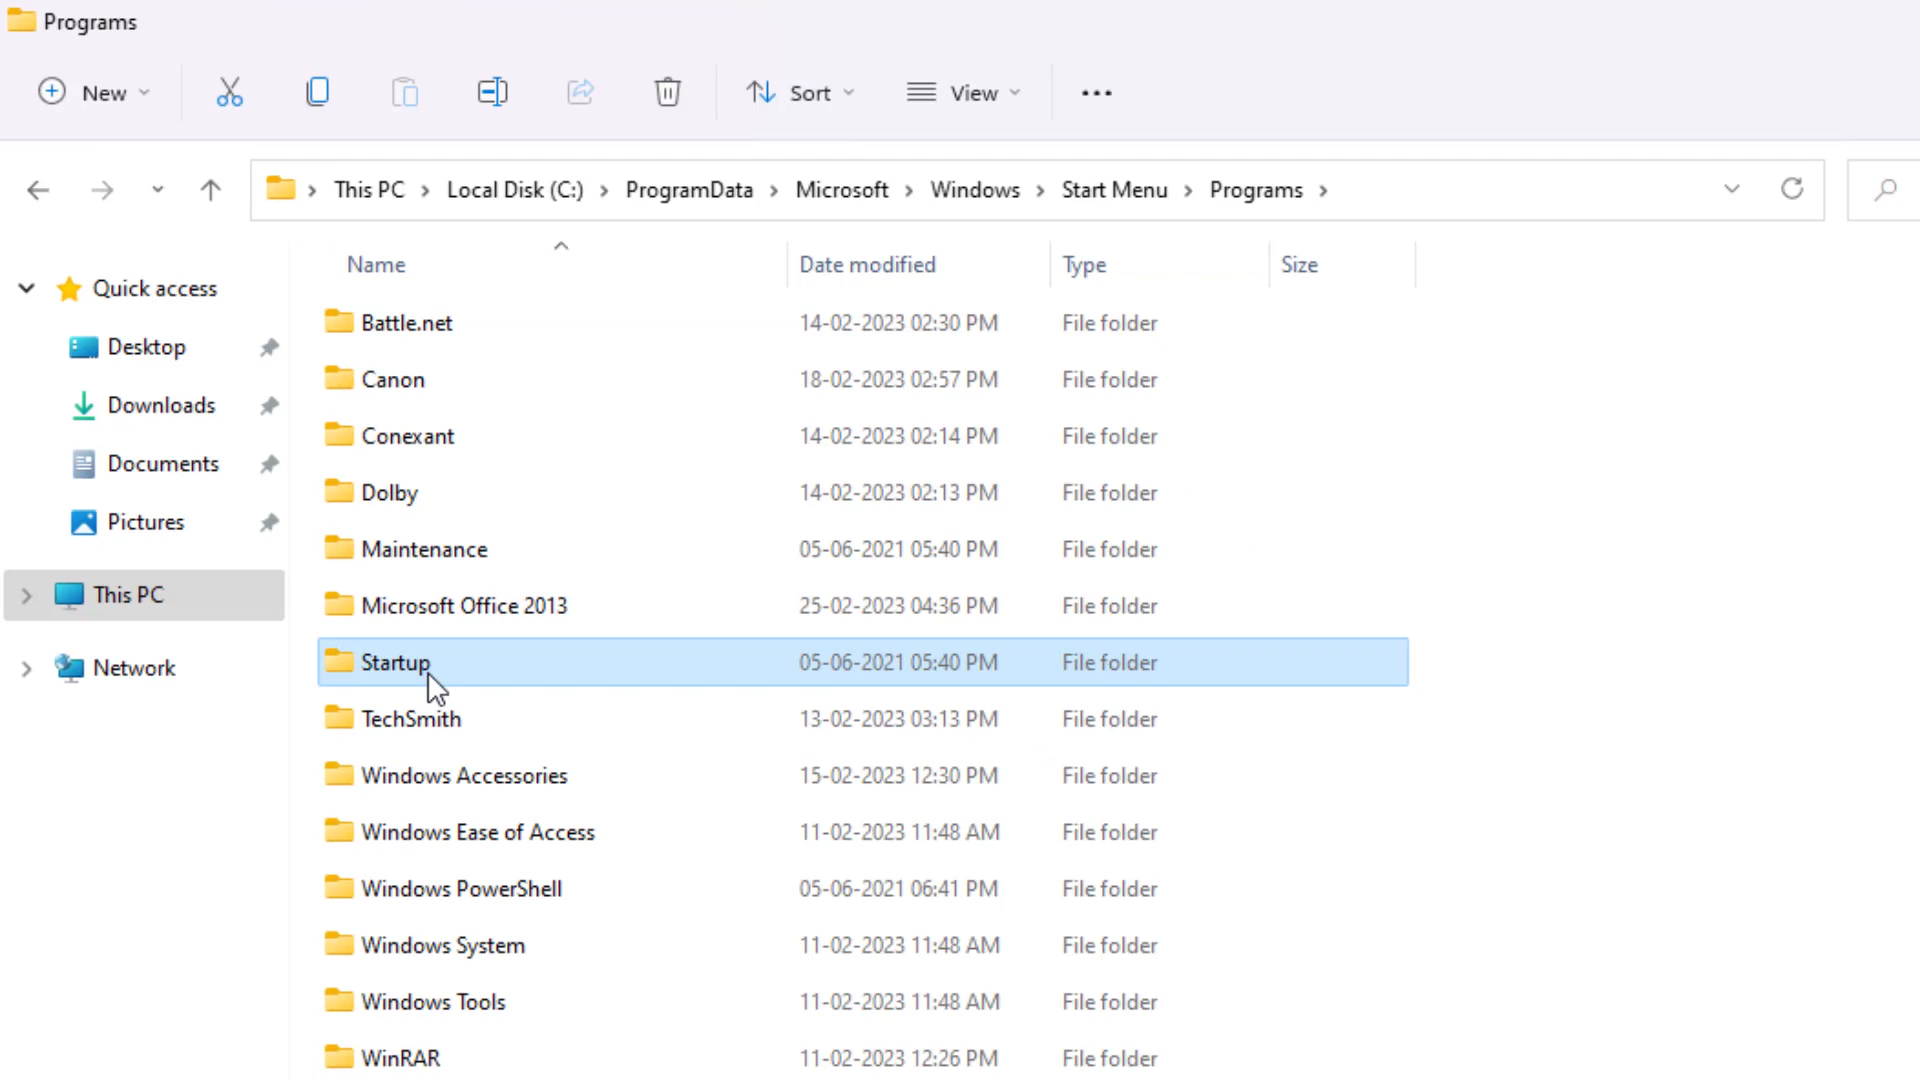 Programs
New Sort View
This PC Local Disk (C:) ProgramData Microsoft Windows Start Menu Programs
Name Date modified Type Size
Quick access
Desktop
Downloads
Documents
Pictures
This PC
Network
Battle.net 14-02-2023 02:30 PM File folder
Canon 18-02-2023 02:57 PM File folder
Conexant 14-02-2023 02:14 PM File folder
Dolby 14-02-2023 02:13 PM File folder
Maintenance 05-06-2021 05:40 PM File folder
Microsoft Office 2013 25-02-2023 04:36 PM File folder
Startup 05-06-2021 05:40 PM File folder
TechSmith 13-02-2023 03:13 PM File folder
Windows Accessories 15-02-2023 12:30 PM File folder
Windows Ease of Access 11-02-2023 11:48 AM File folder
Windows PowerShell 05-06-2021 06:41 PM File folder
Windows System 11-02-2023 11:48 AM File folder
Windows Tools 11-02-2023 11:48 AM File folder
WinRAR 11-02-2023 12:26 PM File folder